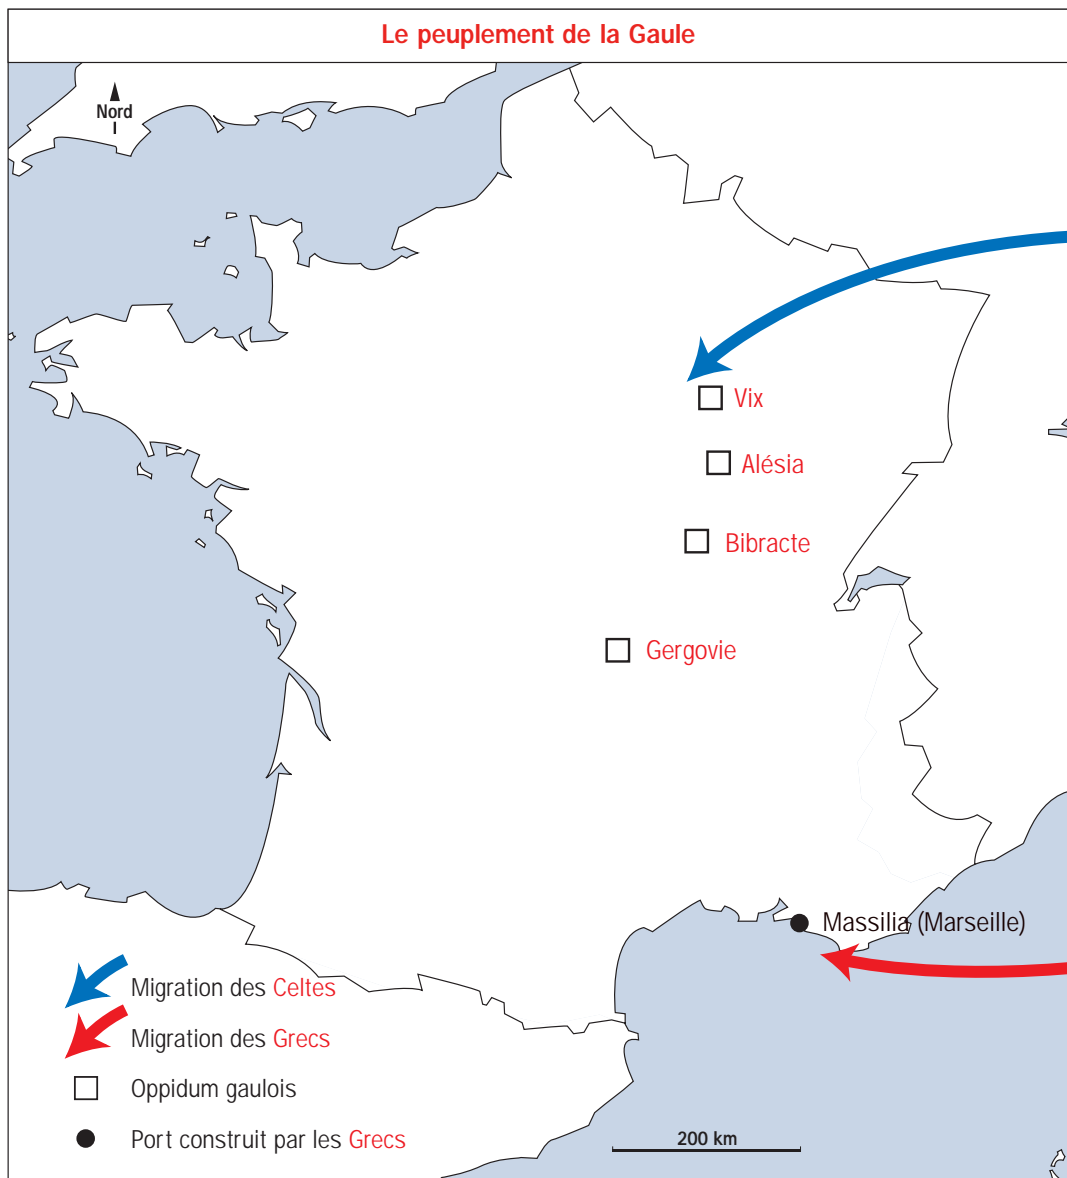 Le peuplement de la Gaule
Nord
Vix
Alésia
Bibracte
Gergovie
Massilia (Marseille)
Migration des Celtes
Migration des Grecs
Oppidum gaulois
Port construit par les Grecs
200 km